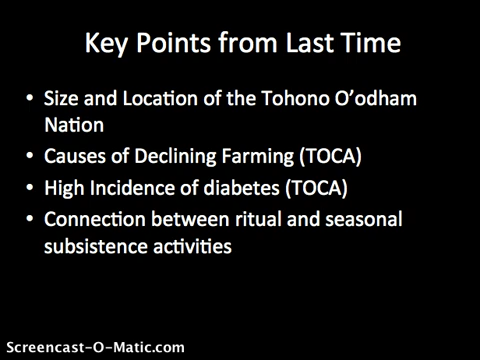 Key Points from Last Time
• Size and Location of the Tohono O’odham
Nation
• Causes of Declining Farming (TOCA)
• High Incidence of diabetes (TOCA)
• Connection between ritual and seasonal
subsistence activities
Screencast-O-Matic.com